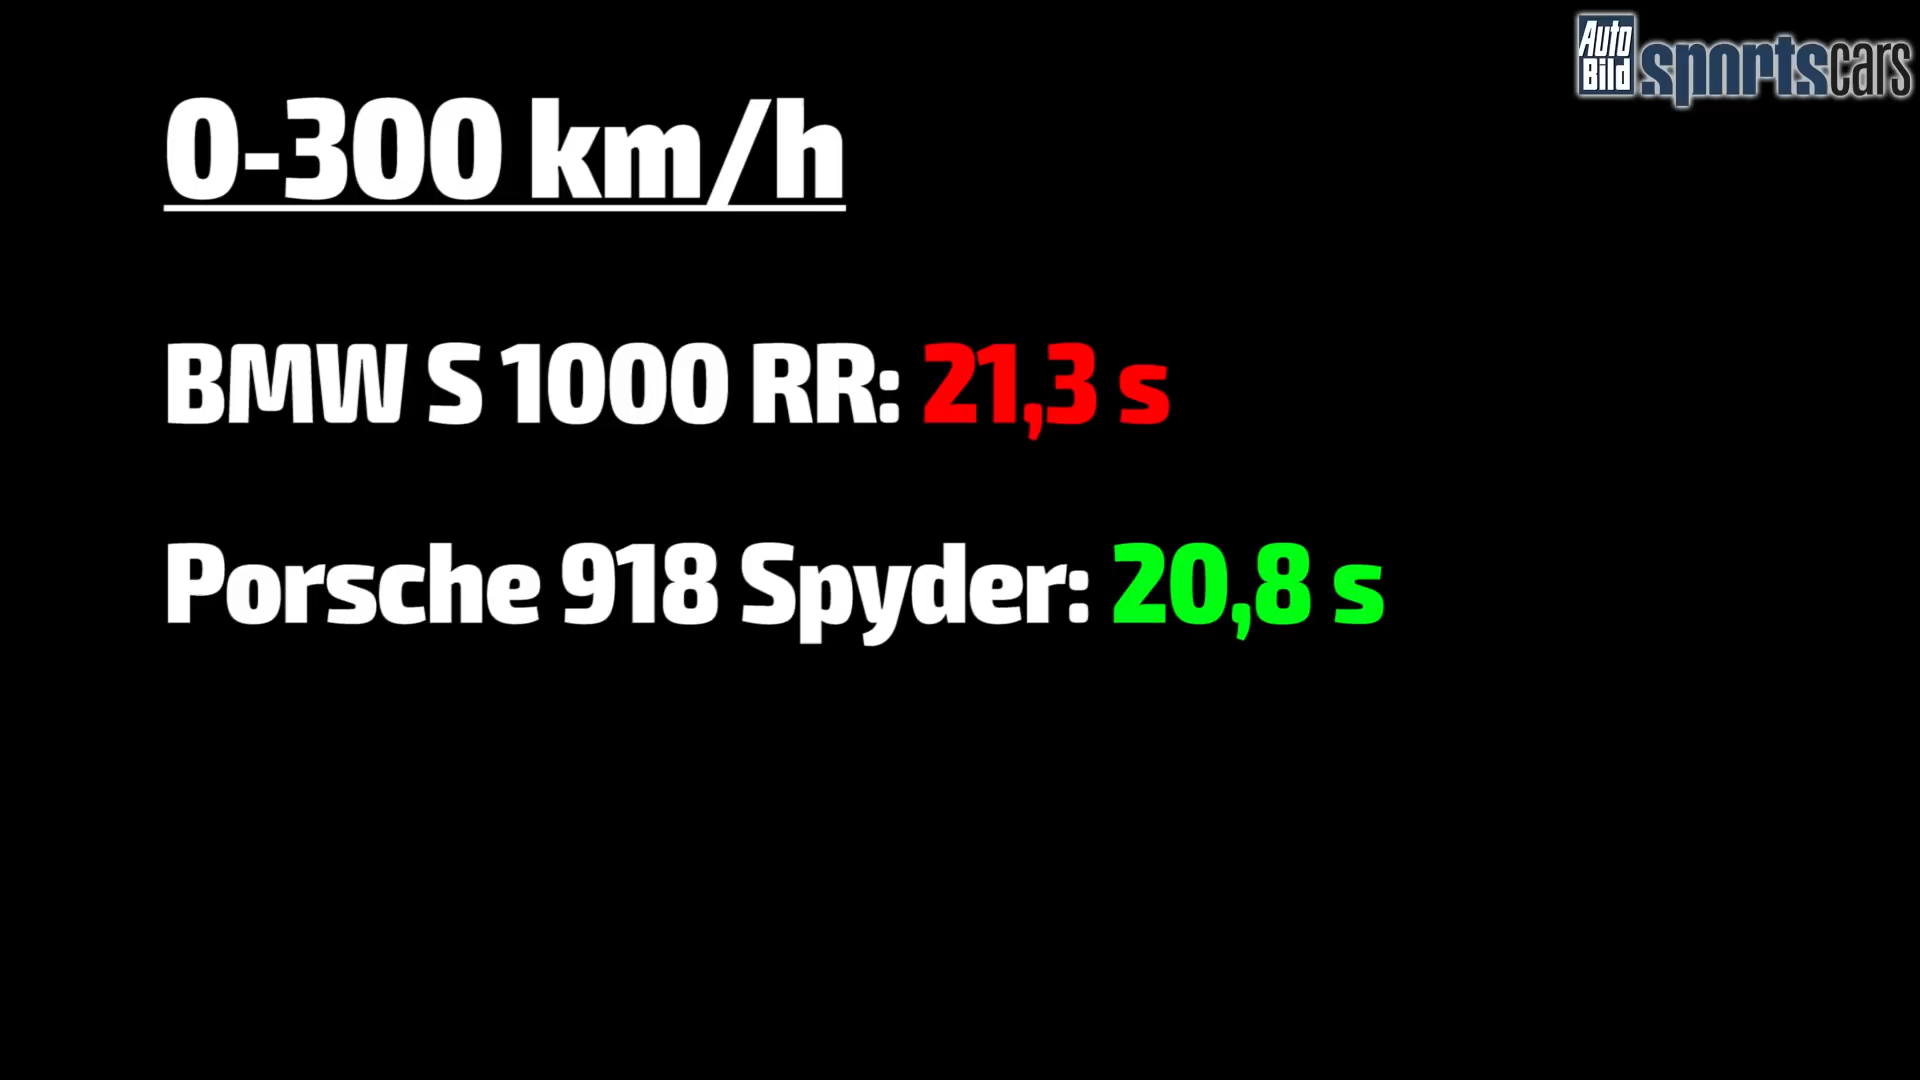 Auto
Bild sportscars
0-300 km/h
BMW S 1000 RR: 21,3 s
Porsche 918 Spyder: 20,8 s